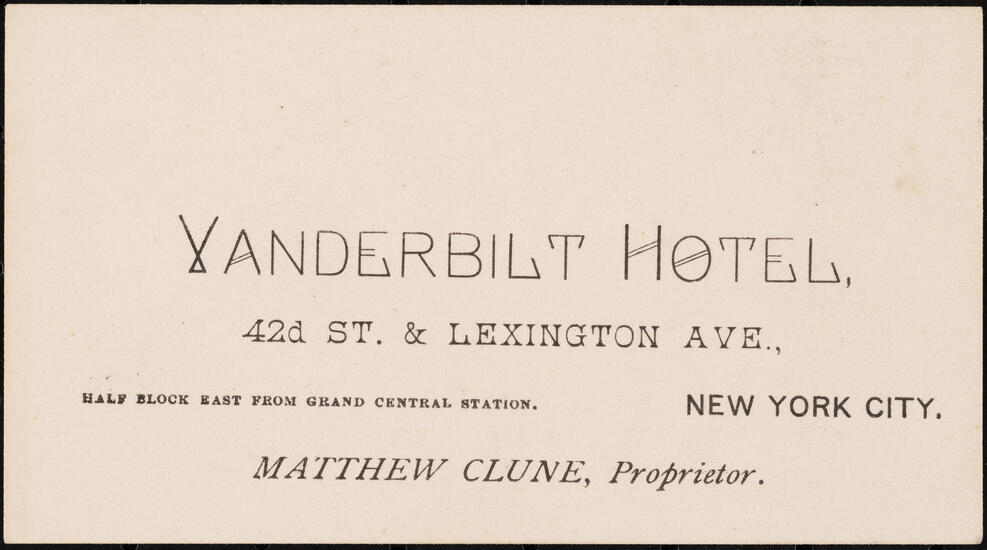 VANDERBILT HOTEL,
42d ST. & LEXINGTON AVE.,
HALF BLOCK EAST FROM GRAND CENTRAL STATION.
NEW YORK CITY.
MATTHEW CLUNE, Proprietor.